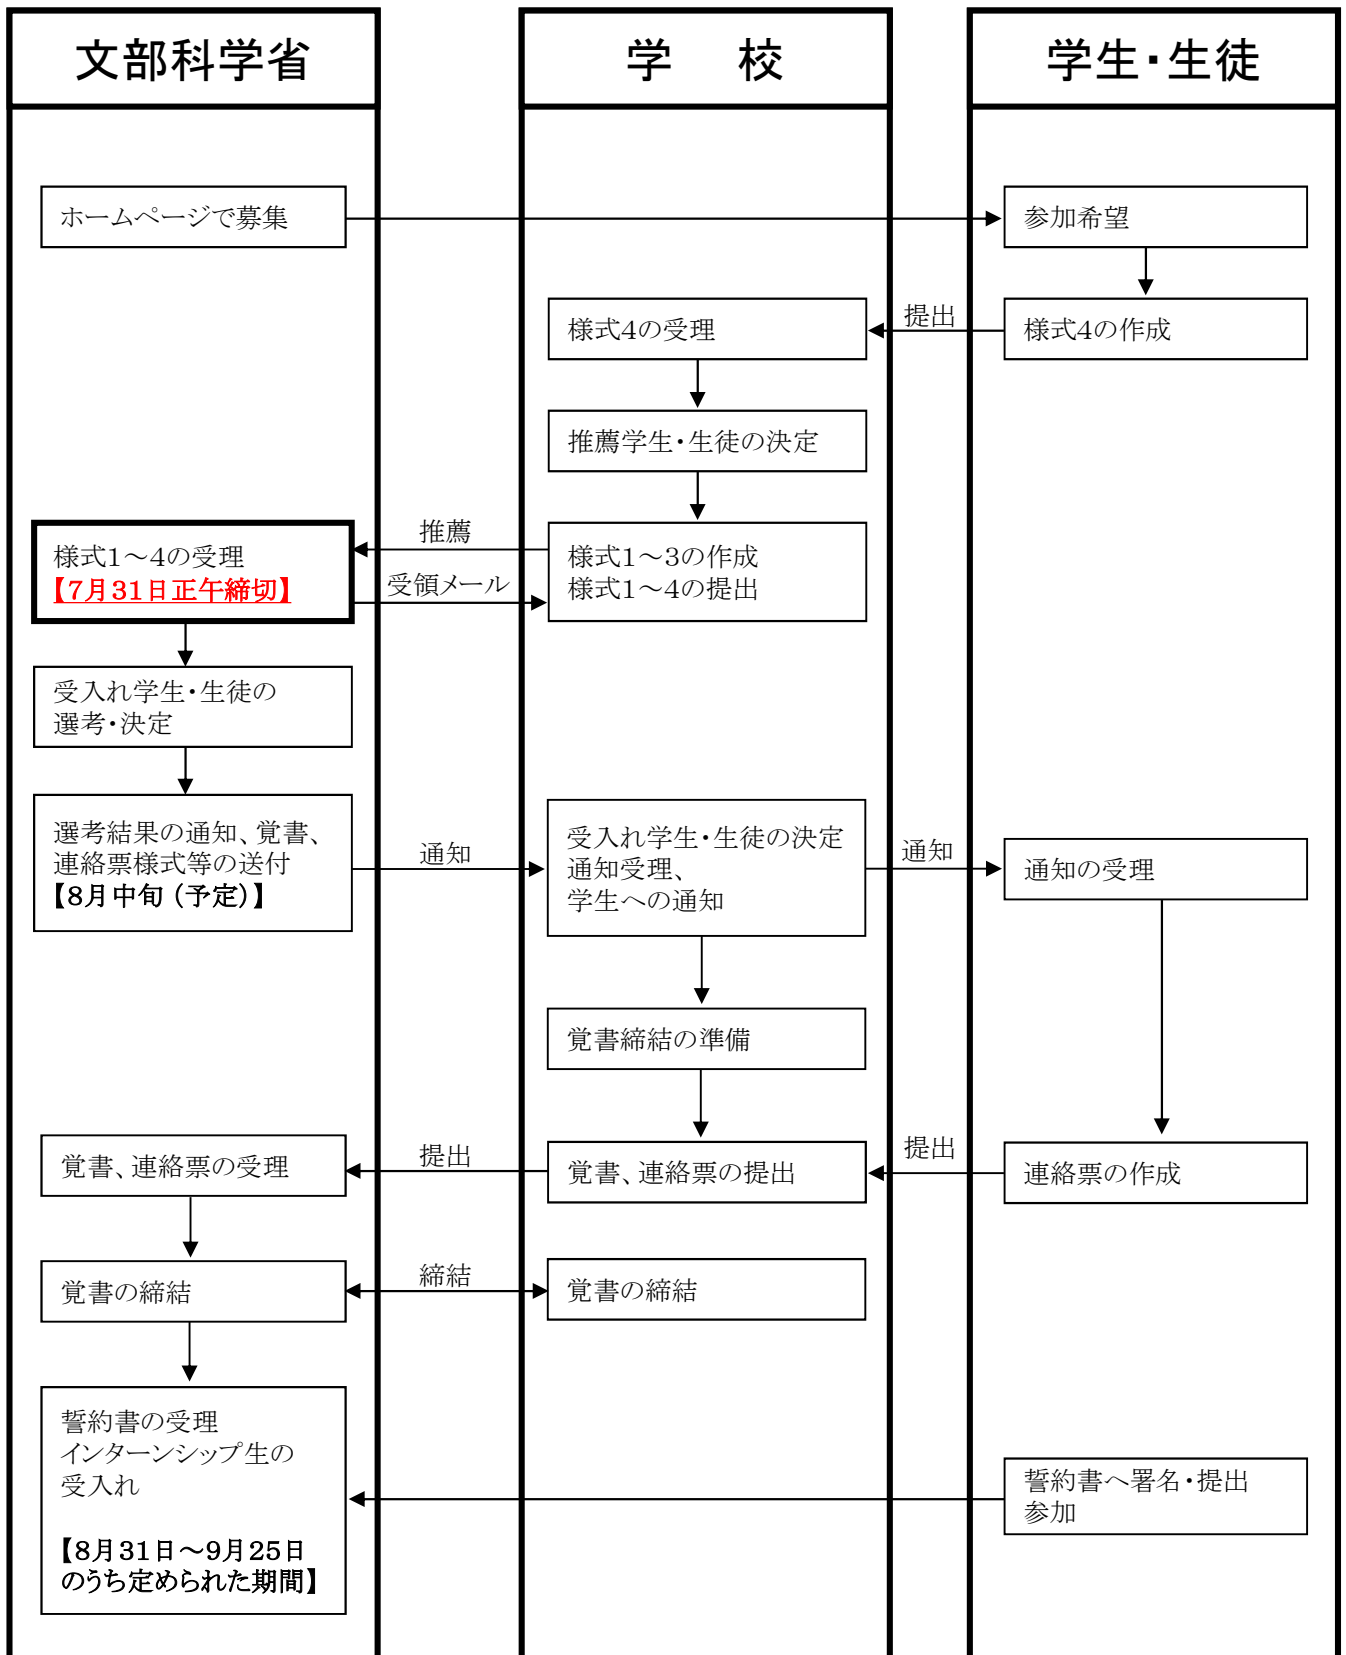 文部科学省
学 校
学生・生徒
ホームページで募集
参加希望
提出
様式4の受理
様式4の作成
推薦学生・生徒の決定
推薦
様式1～4の受理
【7月31日正午締切】
受領メール
様式1～3の作成
様式1～4の提出
受入れ学生・生徒の
選考・決定
選考結果の通知、覚書、
連絡票様式等の送付
【8月中旬（予定）】
通知
受入れ学生・生徒の決定
通知受理、
学生への通知
通知
通知の受理
覚書締結の準備
覚書、連絡票の受理
提出
覚書、連絡票の提出
提出
連絡票の作成
覚書の締結
締結
覚書の締結
誓約書の受理
インターンシップ生の
受入れ
【8月31日～9月25日
のうち定められた期間】
誓約書へ署名・提出
参加